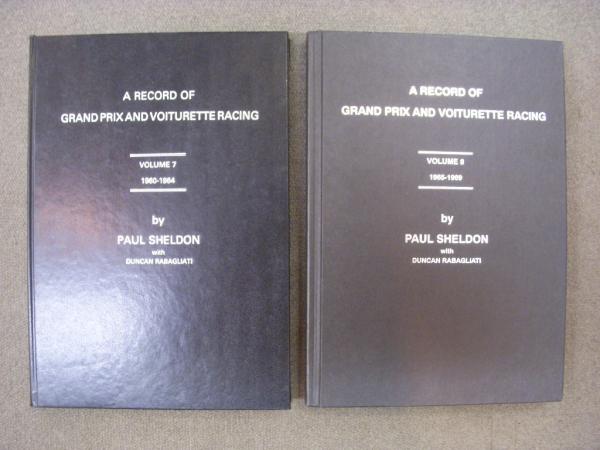 A RECORD OF
GRAND PRIX AND VOITURETTE RACING
VOLUME 7
1960-1964
by
PAUL SHELDON
with
DUNCAN RABAGLIATI
A RECORD OF
GRAND PRIX AND VOITURETTE RACING
VOLUME 8
1965-1969
by
PAUL SHELDON
with
DUNCAN RABAGLIATI